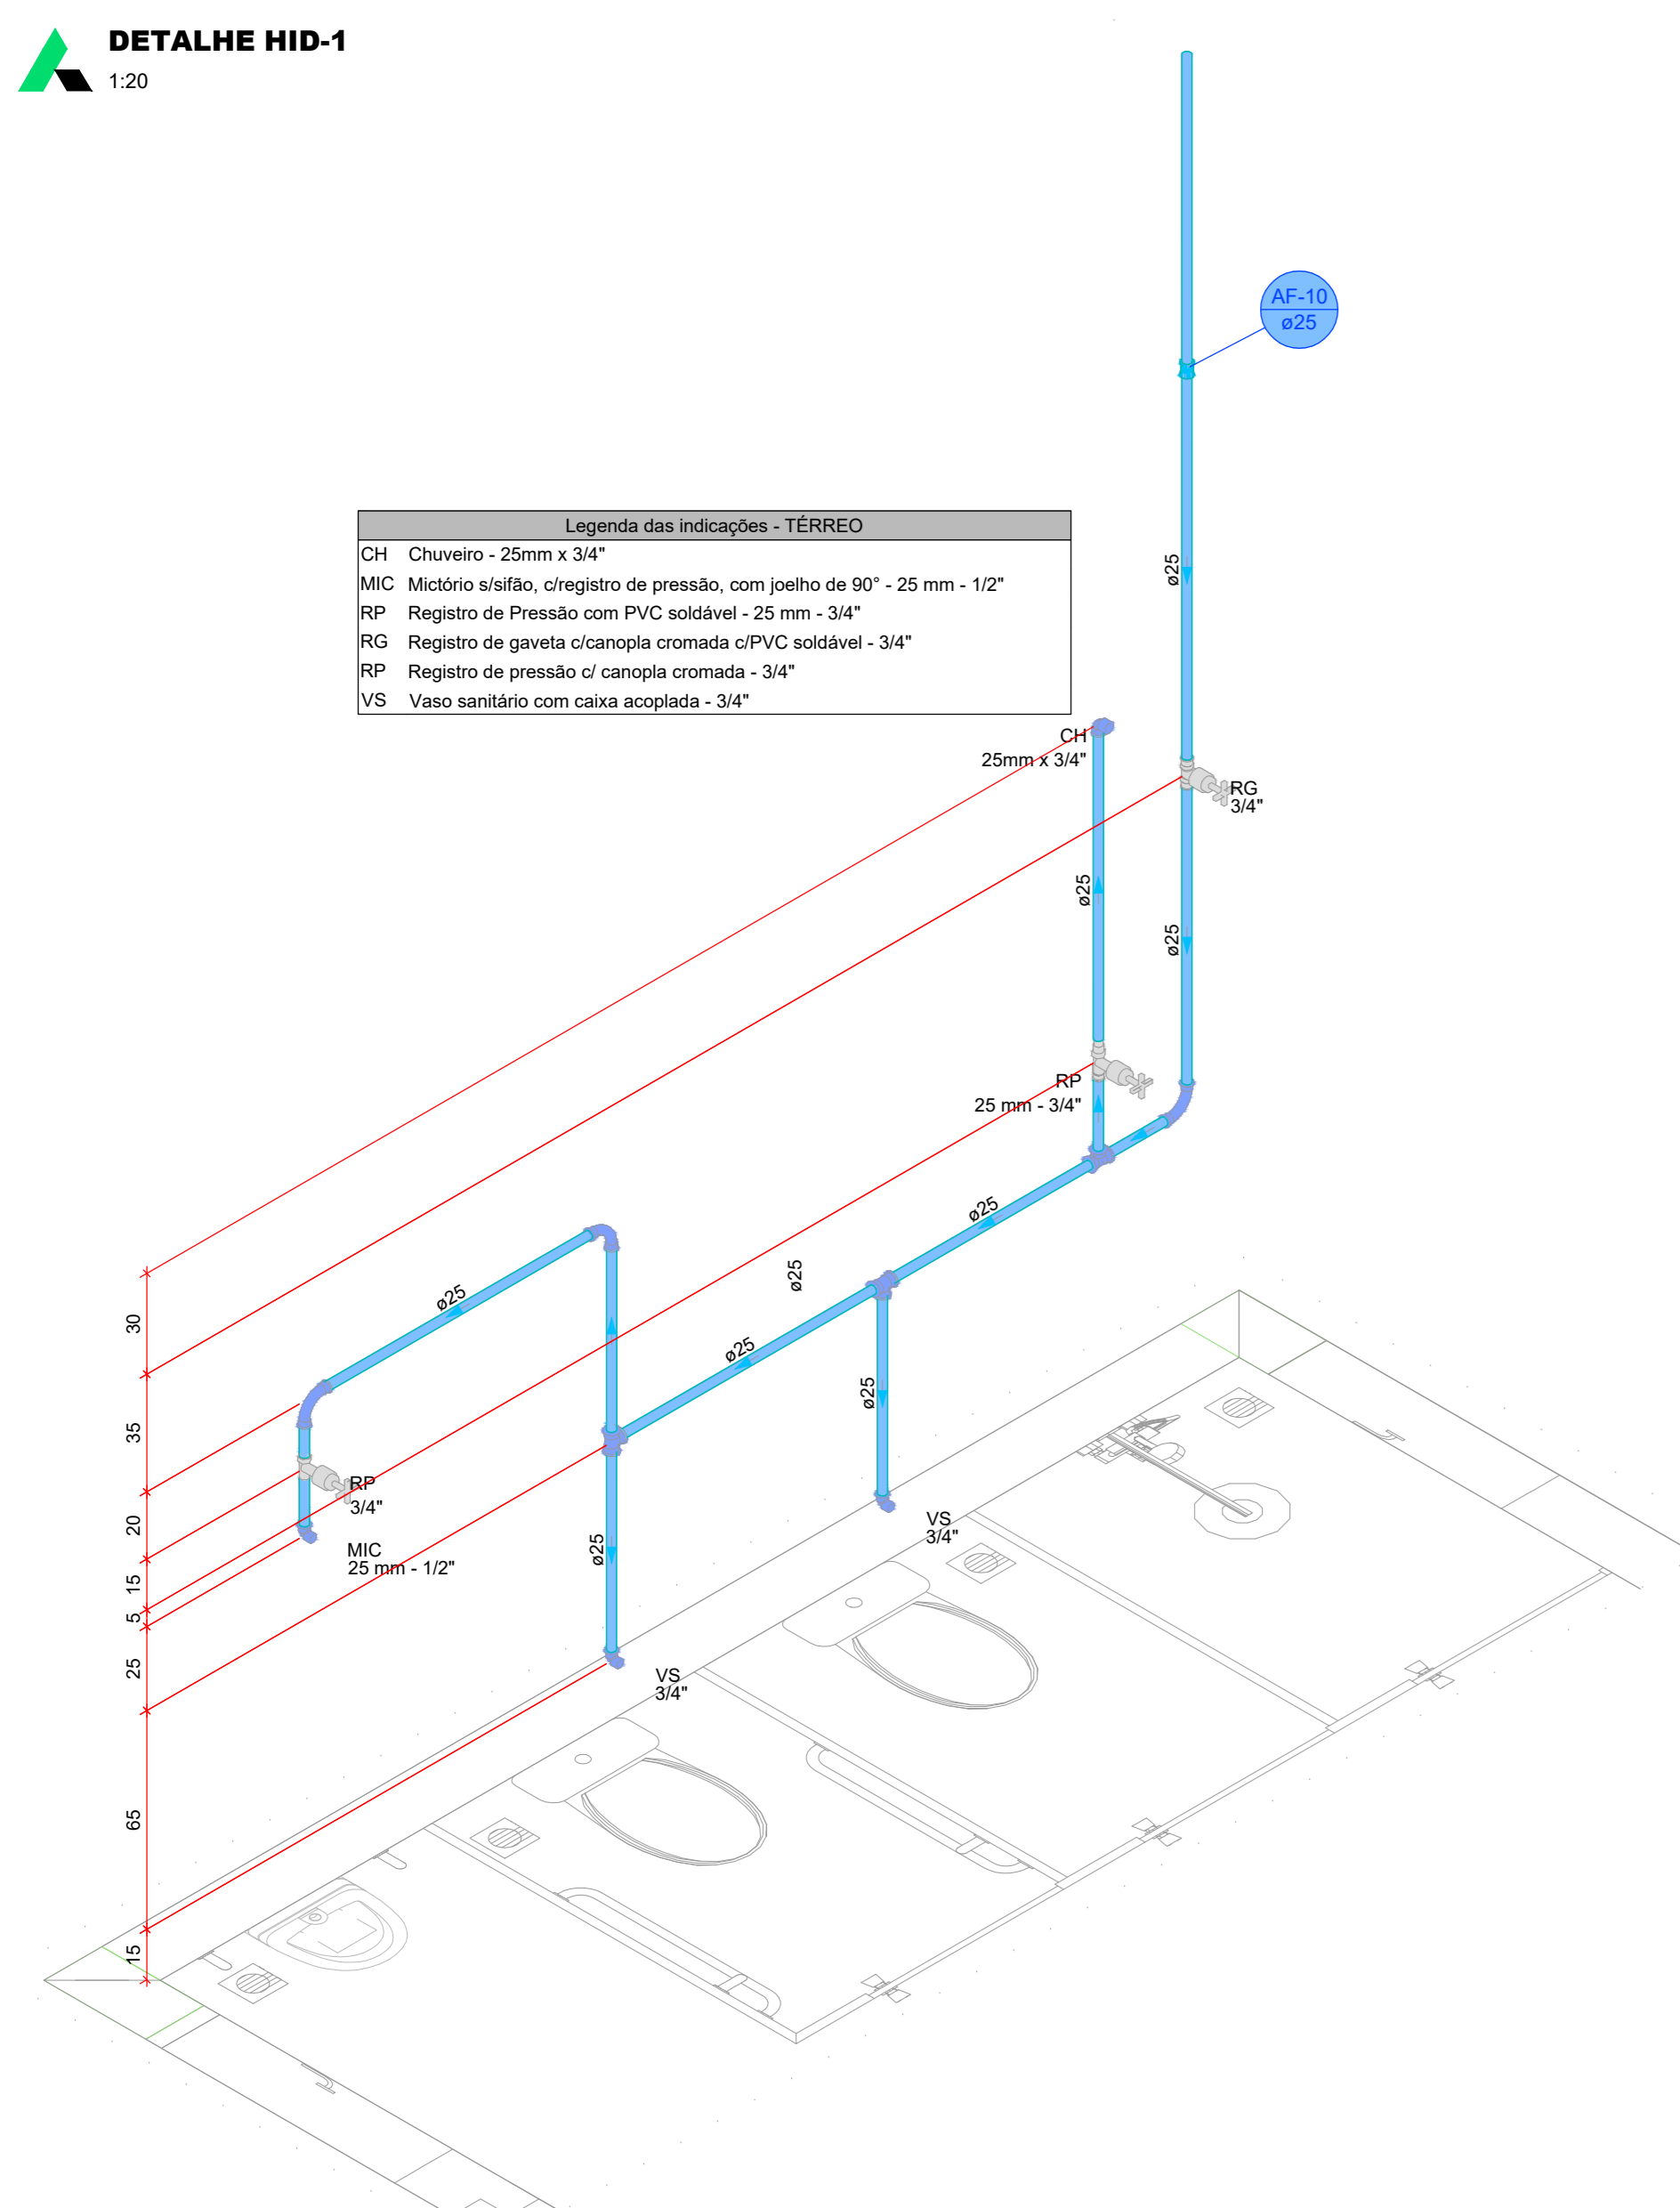 DETALHE HID-1
1:20
AF-10
ø25
Legenda das indicações - TÉRREO
CH Chuveiro - 25mm x 3/4"
MIC Mictório s/sifão, c/registro de pressão, com joelho de 90° - 25 mm - 1/2"
RP Registro de Pressão com PVC soldável - 25 mm - 3/4"
RG Registro de gaveta c/canopla cromada c/PVC soldável - 3/4"
RP Registro de pressão c/ canopla cromada - 3/4"
VS Vaso sanitário com caixa acoplada - 3/4"
ø25
CH
25mm x 3/4"
RG
3/4"
ø25
ø25
RP
25 mm - 3/4"
ø25
ø25
ø25
ø25
ø25
30
35
20
15
5
25
65
15
RP
3/4"
MIC
25 mm - 1/2"
ø25
VS
3/4"
VS
3/4"